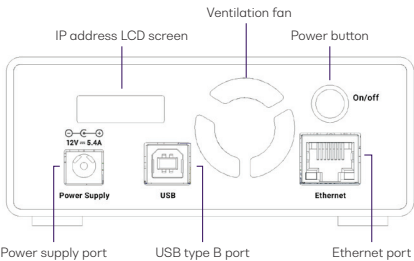 Ventilation fan
IP address LCD screen
Power button
On/off
12V⎓5.4A
Power Supply
USB
Ethernet
Power supply port
USB type B port
Ethernet port